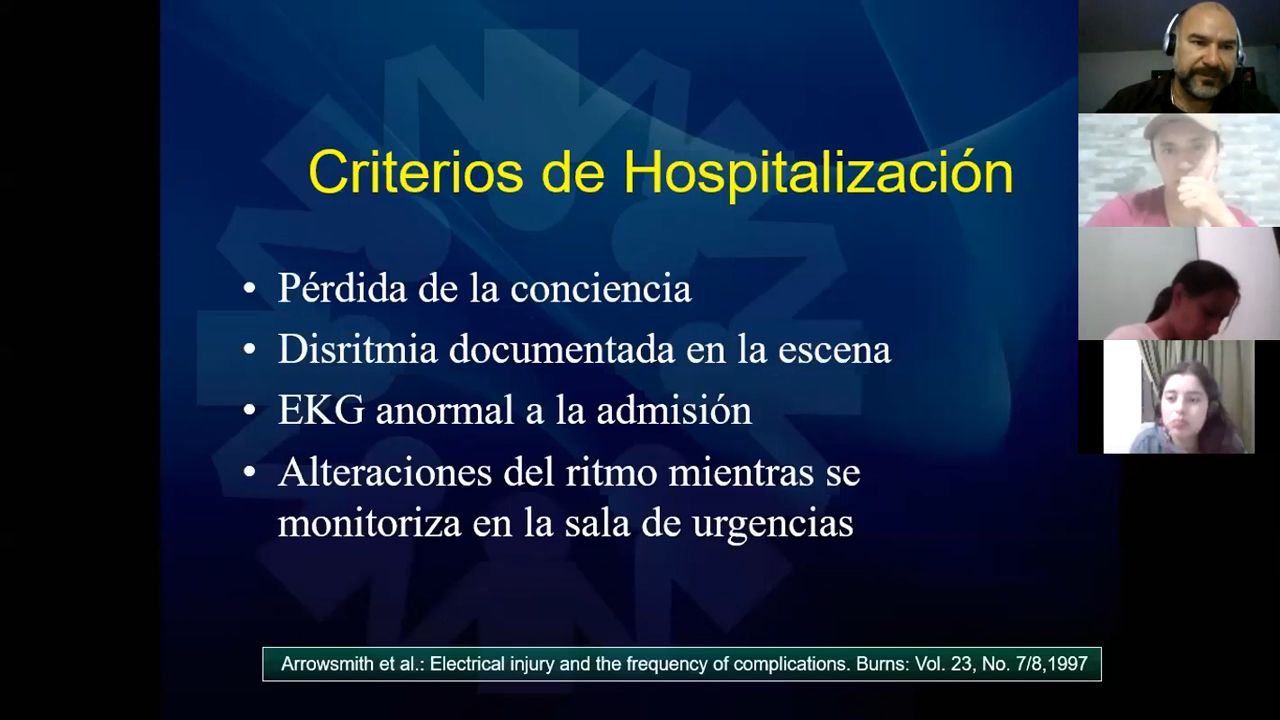 Criterios de Hospitalización
• Pérdida de la conciencia
• Disritmia documentada en la escena
• EKG anormal a la admisión
• Alteraciones del ritmo mientras se
monitoriza en la sala de urgencias
Arrowsmith et al.: Electrical injury and the frequency of complications. Burns: Vol. 23, No. 7/8,1997